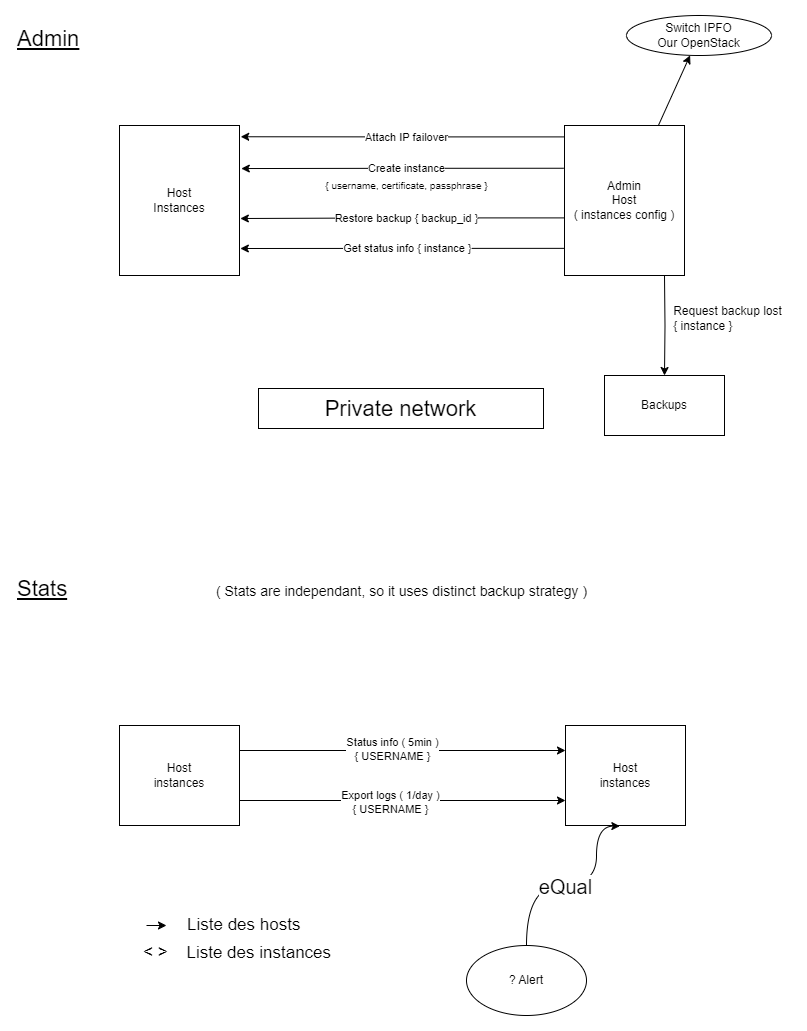 Admin
Switch IPFO
Our OpenStack
Attach IP failover
Create instance
{ username, certificate, passphrase }
Restore backup { backup_id }
Get status info { instance }
Host
Instances
Admin
Host
( instances config )
Request backup lost
{ instance }
Private network
Backups
Stats
( Stats are independant, so it uses distinct backup strategy )
Host
instances
Status info ( 5min )
{ USERNAME }
Export logs ( 1/day )
{ USERNAME }
Host
instances
eQual
Liste des hosts
< > Liste des instances
? Alert